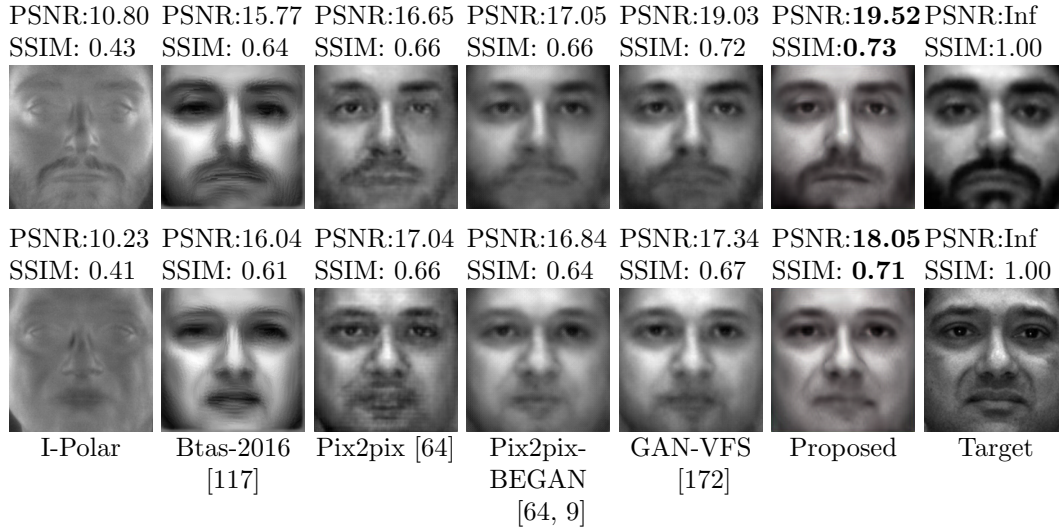 PSNR:10.80 PSNR:15.77 PSNR:16.65 PSNR:17.05 PSNR:19.03 PSNR:19.52 PSNR:Inf
SSIM: 0.43 SSIM: 0.64 SSIM: 0.66 SSIM: 0.66 SSIM: 0.72 SSIM:0.73 SSIM:1.00
PSNR:10.23 PSNR:16.04 PSNR:17.04 PSNR:16.84 PSNR:17.34 PSNR:18.05 PSNR:Inf
SSIM: 0.41 SSIM: 0.61 SSIM: 0.66 SSIM: 0.64 SSIM: 0.67 SSIM: 0.71 SSIM: 1.00
I-Polar Btas-2016 Pix2pix [64] Pix2pix- GAN-VFS Proposed Target
[117] BEGAN [172]
[64, 9]